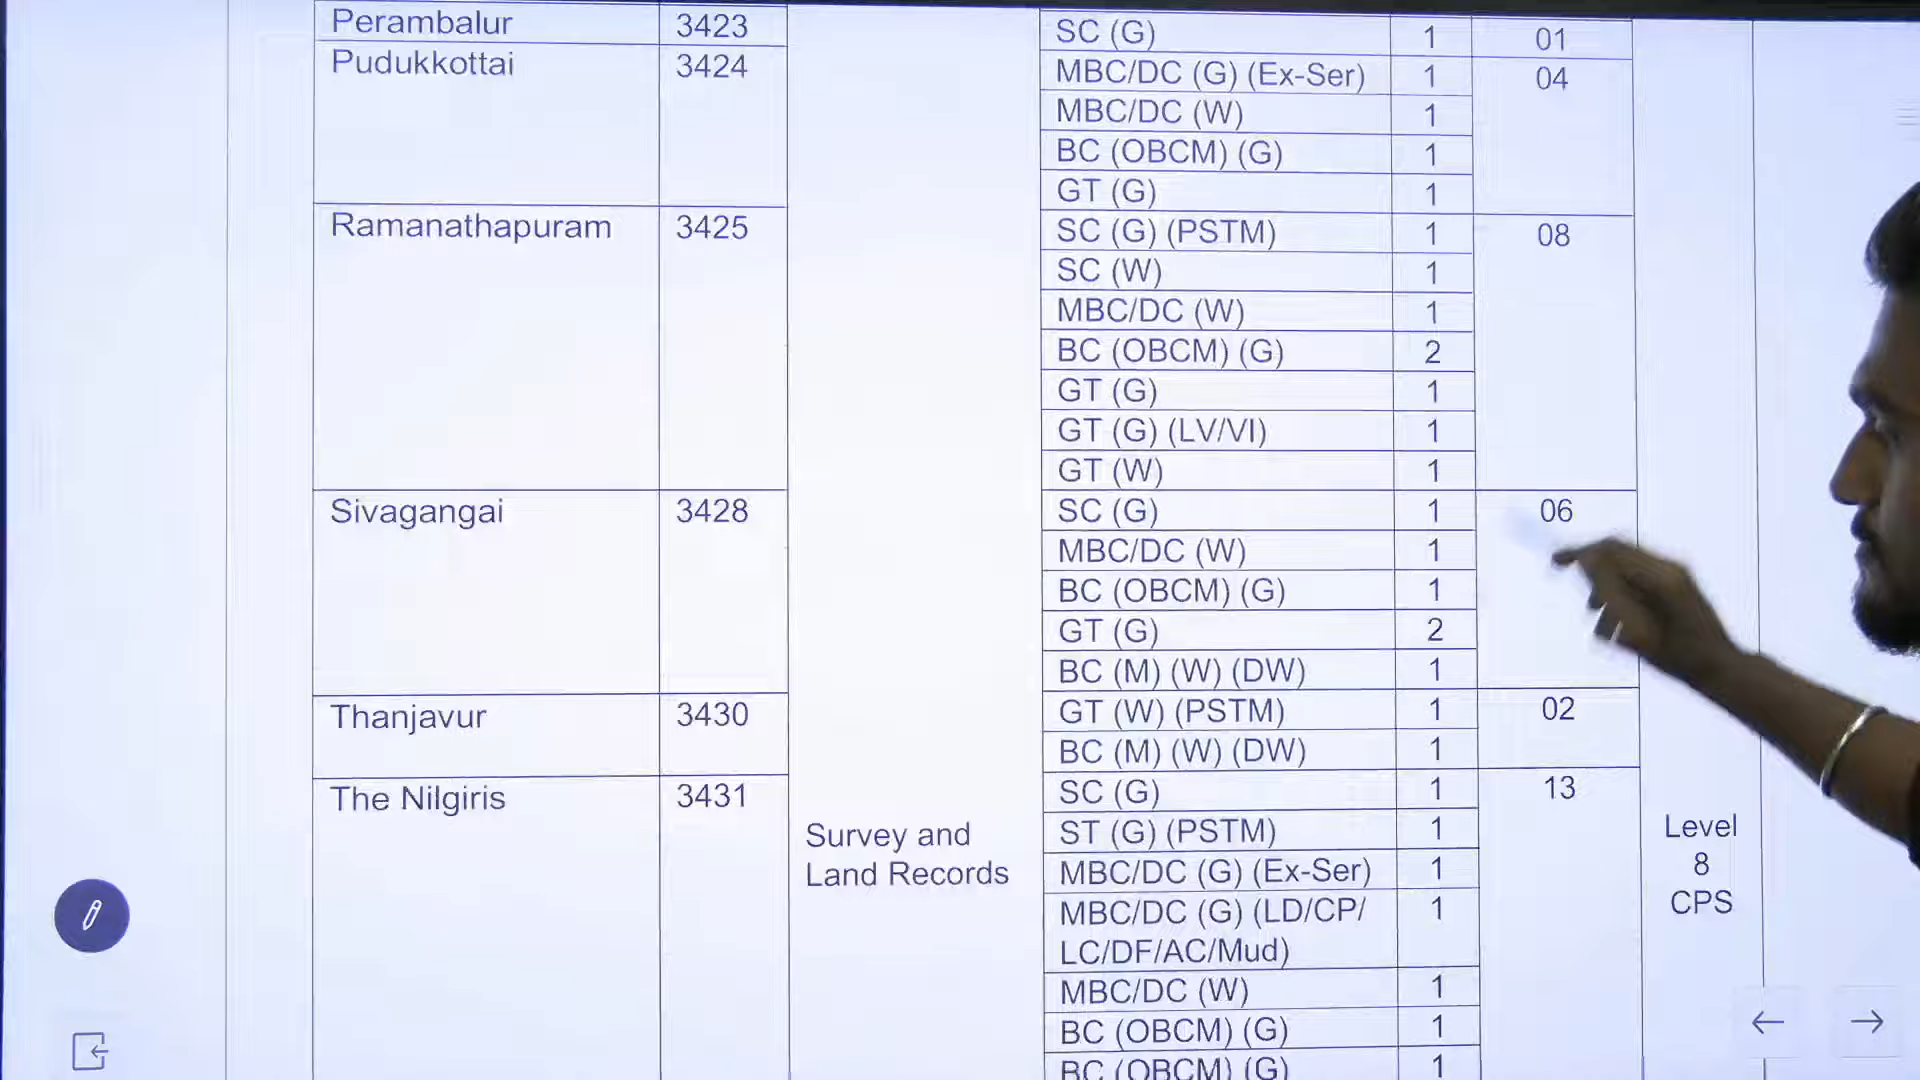 Perambalur 3423 SC (G) 1 01
Pudukkottai 3424 MBC/DC (G) (Ex-Ser) 1 04
MBC/DC (W) 1
BC (OBCM) (G) 1
GT (G) 1
Ramanathapuram 3425 SC (G) (PSTM) 1 08
SC (W) 1
MBC/DC (W) 1
BC (OBCM) (G) 2
GT (G) 1
GT (G) (LV/VI) 1
GT (W) 1
Sivagangai 3428 SC (G) 1 06
MBC/DC (W) 1
BC (OBCM) (G) 1
GT (G) 2
BC (M) (W) (DW) 1
Thanjavur 3430 GT (W) (PSTM) 1 02
BC (M) (W) (DW) 1
The Nilgiris 3431 SC (G) 1 13
Survey and ST (G) (PSTM) 1 Level
Land Records MBC/DC (G) (Ex-Ser) 1 8
MBC/DC (G) (LD/CP/ 1 CPS
LC/DF/AC/Mud)
MBC/DC (W) 1
BC (OBCM) (G) 1
BC (OBCM) (G) 1